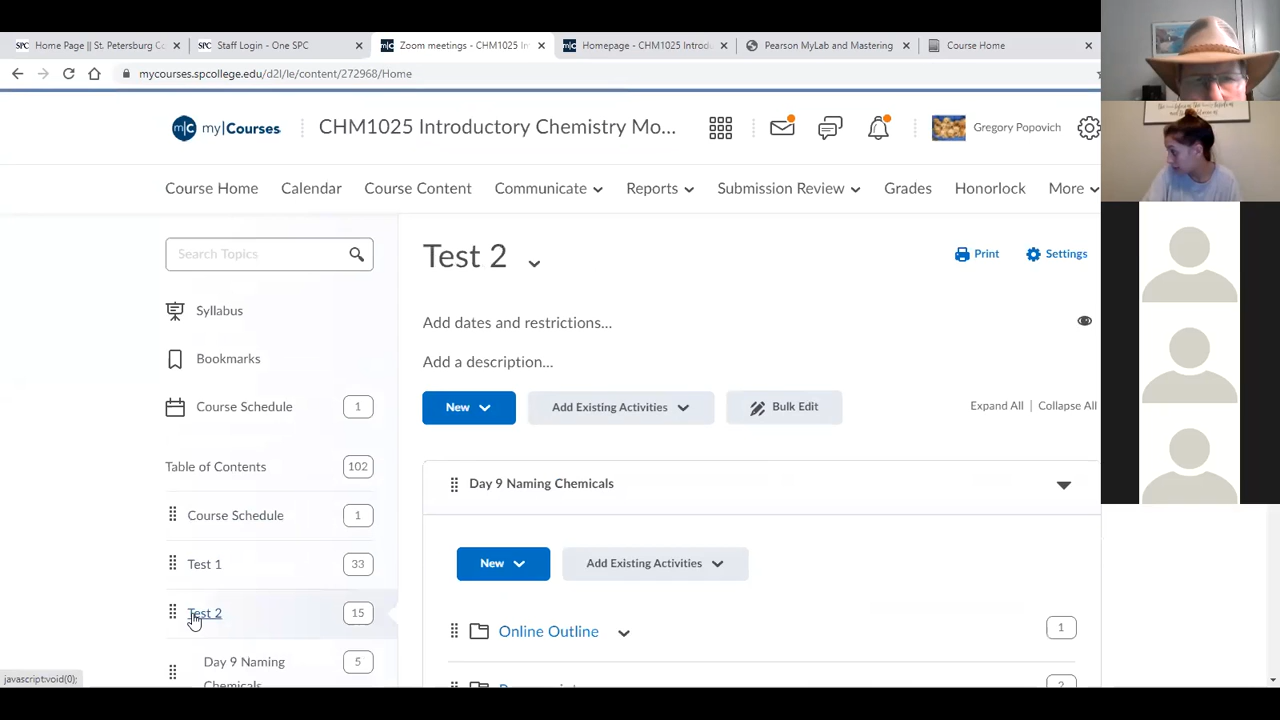 Home Page || St. Petersburg Co
Staff Login - One SPC
Zoom meetings - CHM1025 In
Homepage - CHM1025 Introdu
Pearson MyLab and Mastering
Course Home
mycourses.spcollege.edu/d2l/le/content/272968/Home
m|C my|Courses
CHM1025 Introductory Chemistry Mo...
Gregory Popovich
Course Home
Calendar
Course Content
Communicate
Reports
Submission Review
Grades
Honorlock
More
Search Topics
Syllabus
Bookmarks
Course Schedule 1
Table of Contents 102
Course Schedule 1
Test 1 33
Test 2 15
Day 9 Naming 5
Chemicals
Test 2
Print
Settings
Add dates and restrictions...
Add a description...
New
Add Existing Activities
Bulk Edit
Expand All
Collapse All
Day 9 Naming Chemicals
New
Add Existing Activities
Online Outline 1
javascript:void(0);